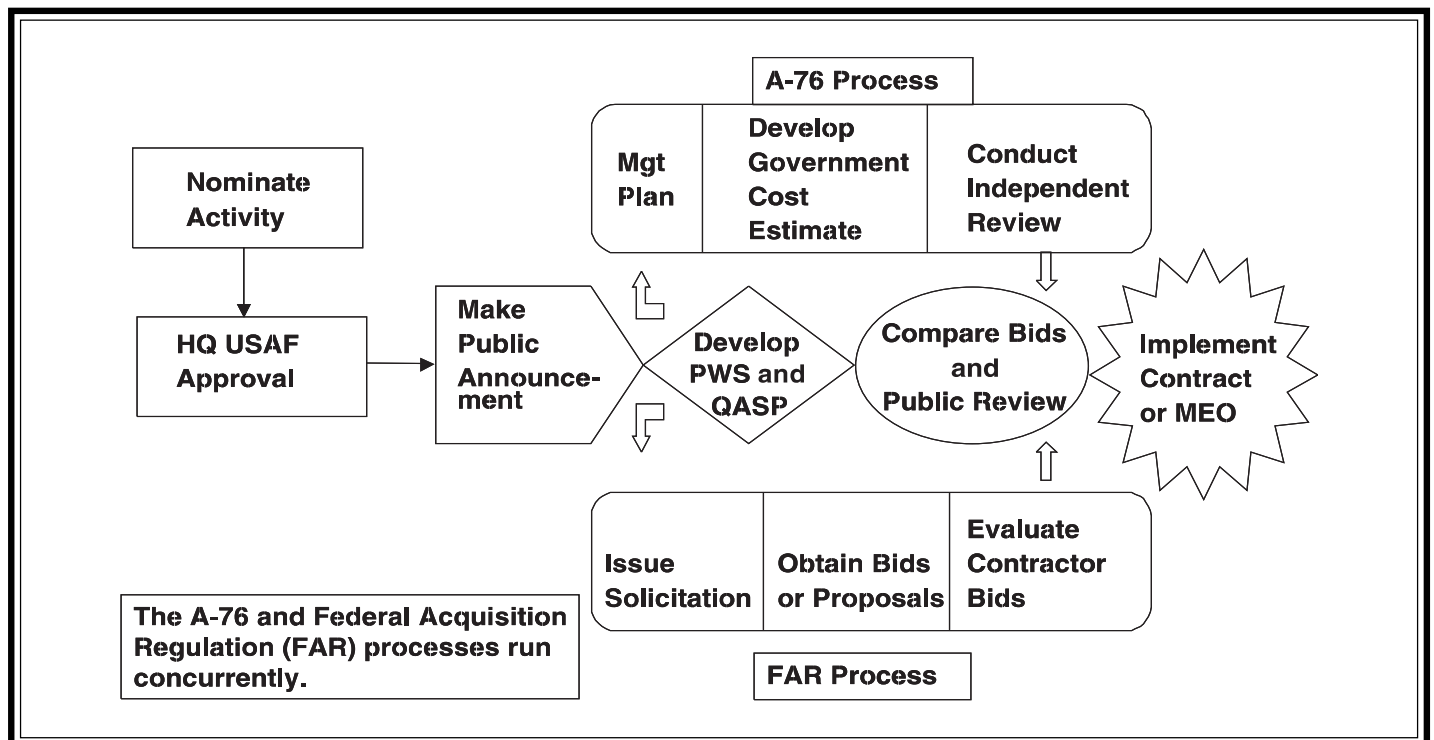 A-76 Process
Nominate
Activity
HQ USAF
Approval
Make
Public
Announce-
ment
Mgt
Plan
Develop
Government
Cost
Estimate
Conduct
Independent
Review
Develop
PWS and
QASP
Compare Bids
and
Public Review
Implement
Contract
or MEO
Issue
Solicitation
Obtain Bids
or Proposals
Evaluate
Contractor
Bids
FAR Process
The A-76 and Federal Acquisition
Regulation (FAR) processes run
concurrently.